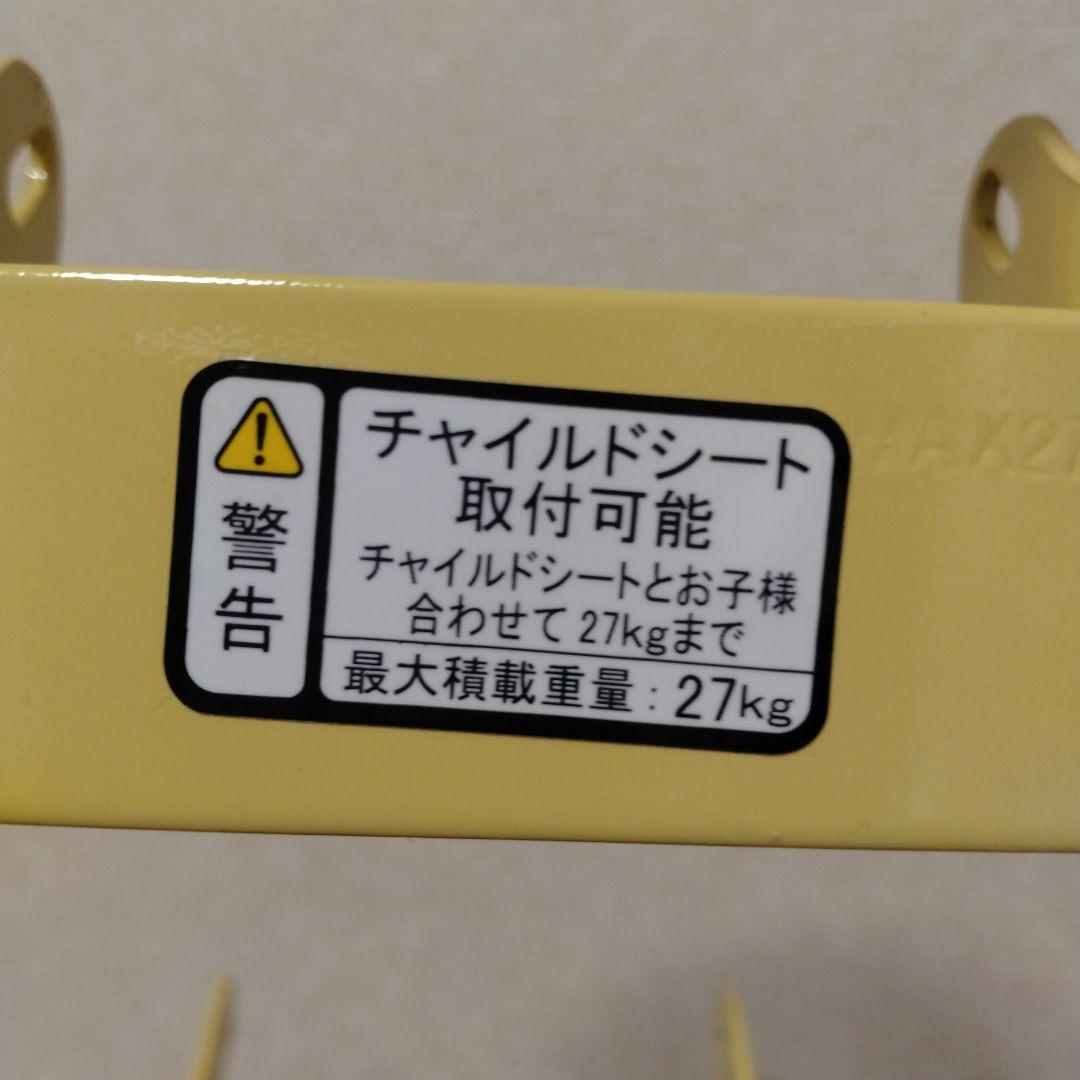 警告
チャイルドシート
取付可能
チャイルドシートとお子様
合わせて27kgまで
最大積載重量：27kg
MAX27